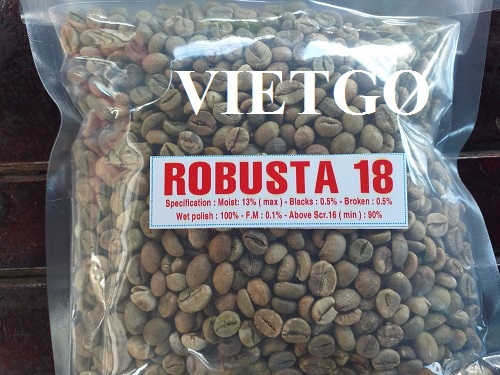 VIETGO
ROBUSTA 18
Specification : Moist: 13% ( max ) - Blacks : 0.5% - Broken : 0.5%
Wet polish : 100% - F.M : 0.1% - Above Scr.16 ( min ) : 90%